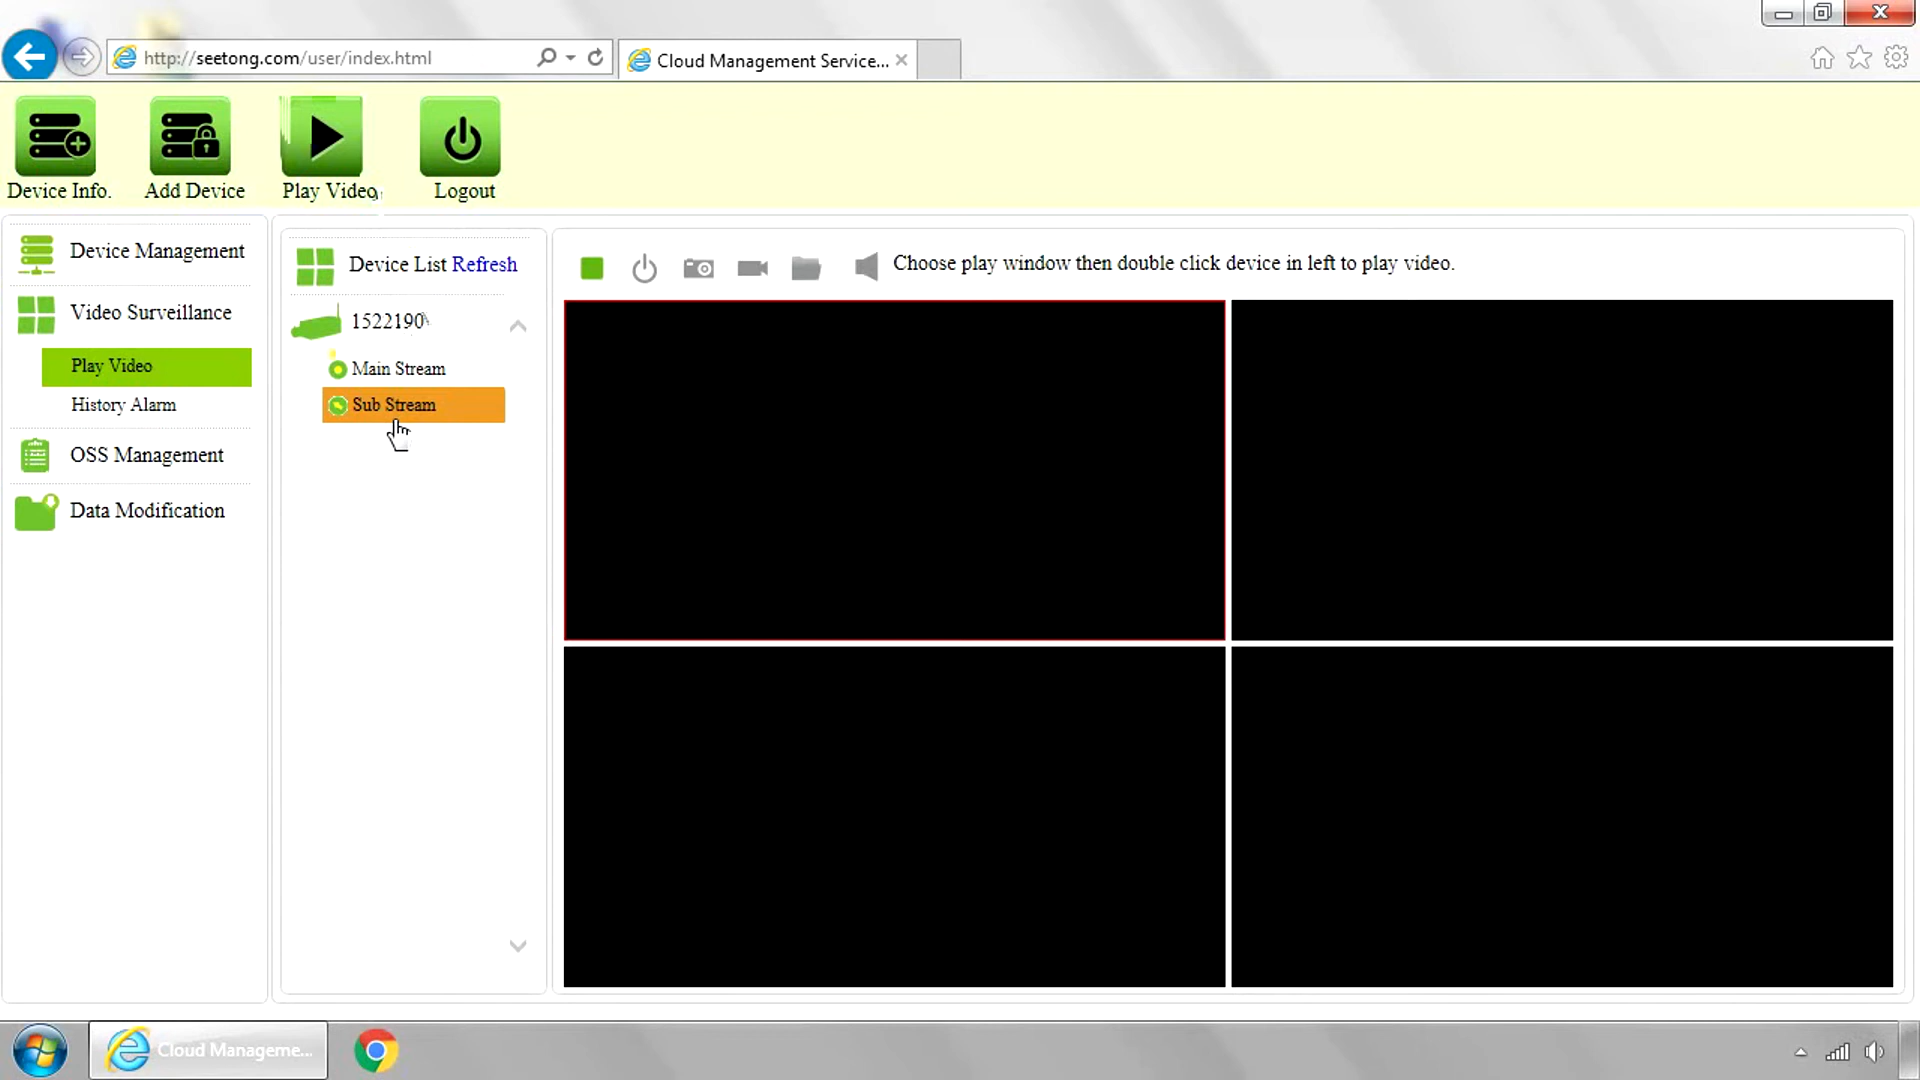 http://seetong.com/user/index.html
Cloud Management Service...
Device Info.
Add Device
Play Video
Logout
Device Management
Video Surveillance
Play Video
History Alarm
OSS Management
Data Modification
Device List Refresh
1522190
Main Stream
Sub Stream
Choose play window then double click device in left to play video.
Cloud Manageme...